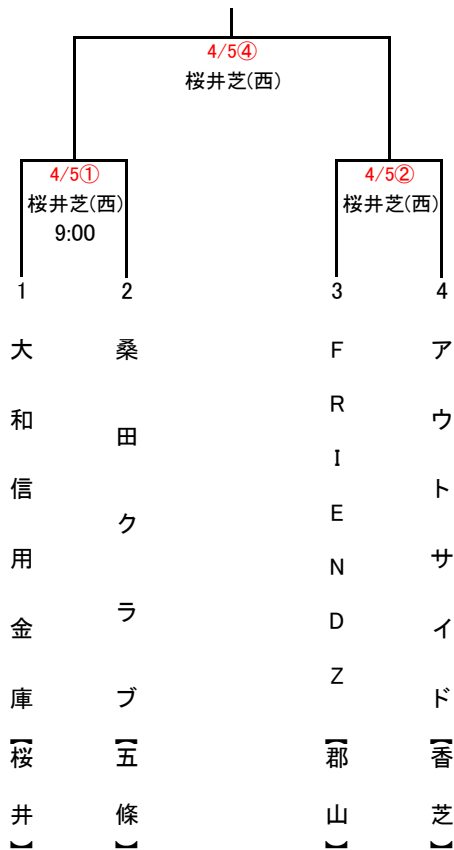 4/5④
桜井芝(西)
4/5①
桜井芝(西)
9:00
4/5②
桜井芝(西)
1
2
3
4
大和信用金庫【桜井】
桑田クラブ【五條】
FRIENDZ【郡山】
アウトサイド【香芝】